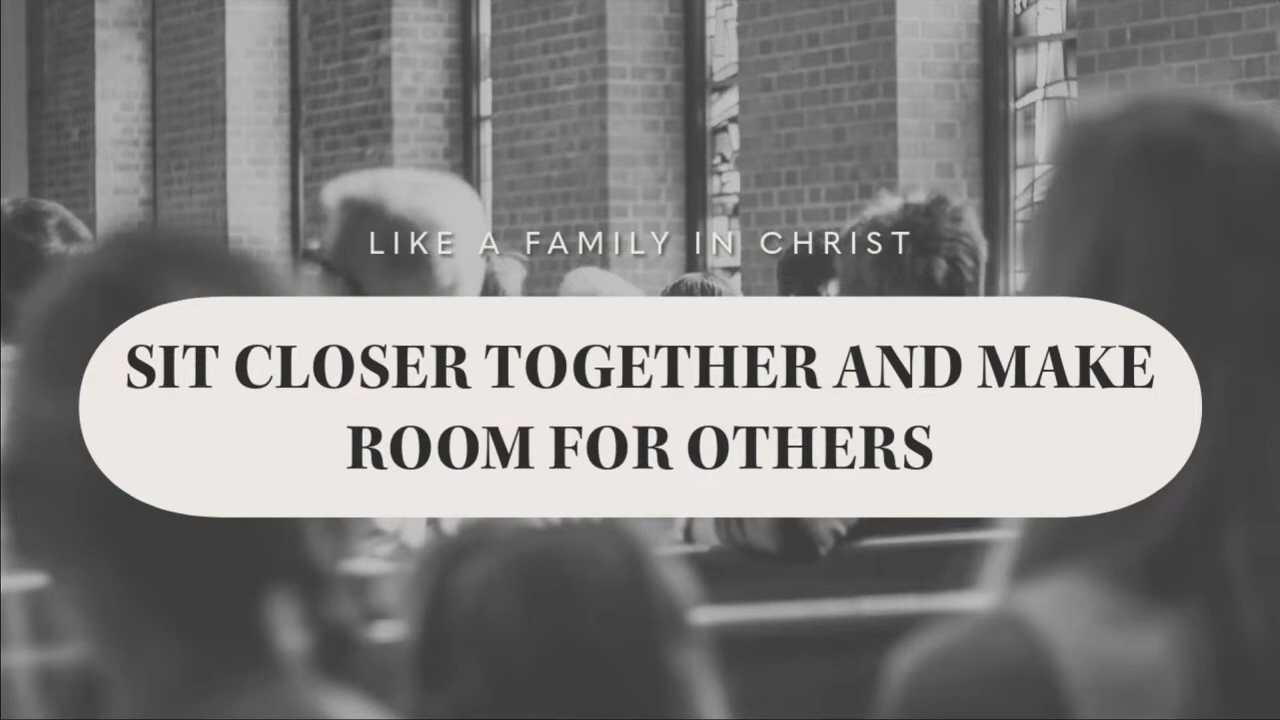 LIKE A FAMILY IN CHRIST
SIT CLOSER TOGETHER AND MAKE
ROOM FOR OTHERS